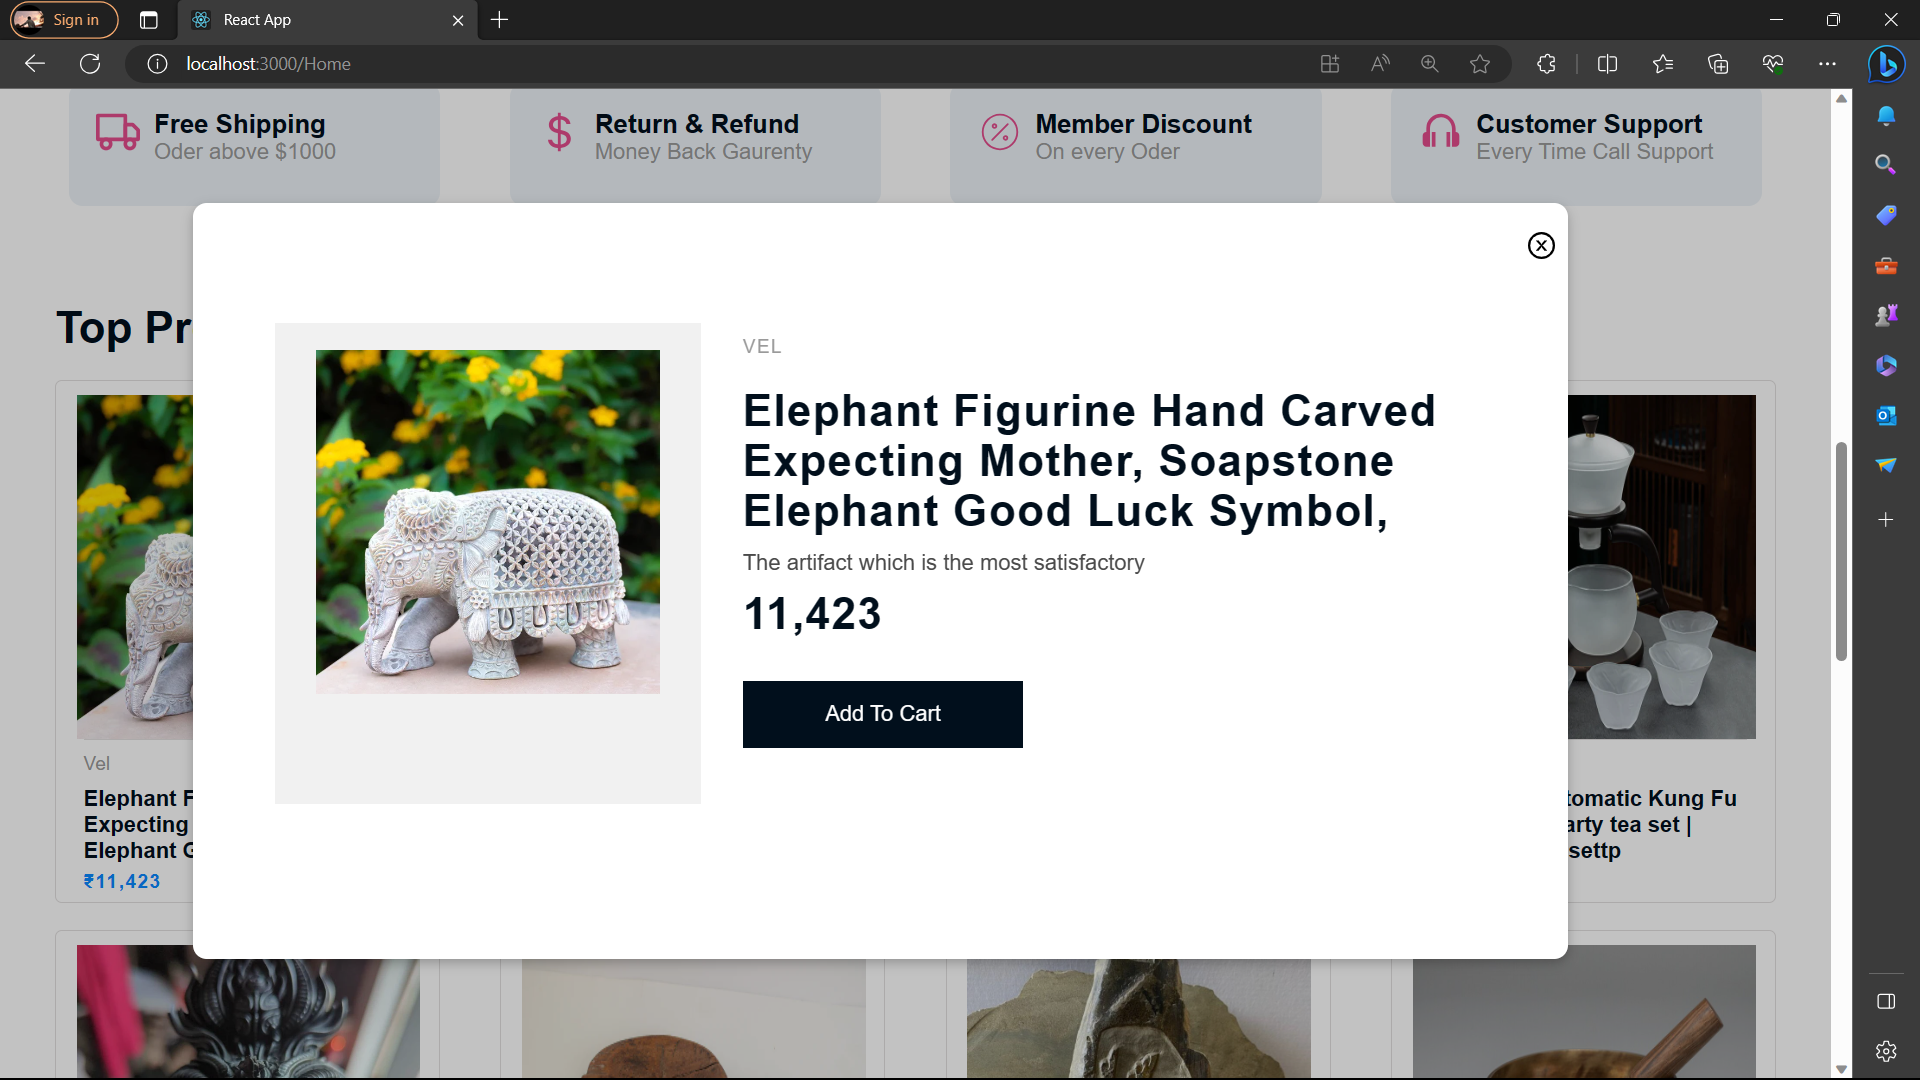 Sign in
React App
localhost:3000/Home
Free Shipping
Oder above $1000
Return & Refund
Money Back Gaurenty
Member Discount
On every Oder
Customer Support
Every Time Call Support
Top Pr
VEL
Elephant Figurine Hand Carved
Expecting Mother, Soapstone
Elephant Good Luck Symbol,
The artifact which is the most satisfactory
11,423
Add To Cart
Vel
Elephant F
Expecting
Elephant G
₹11,423
tomatic Kung Fu
arty tea set |
settp